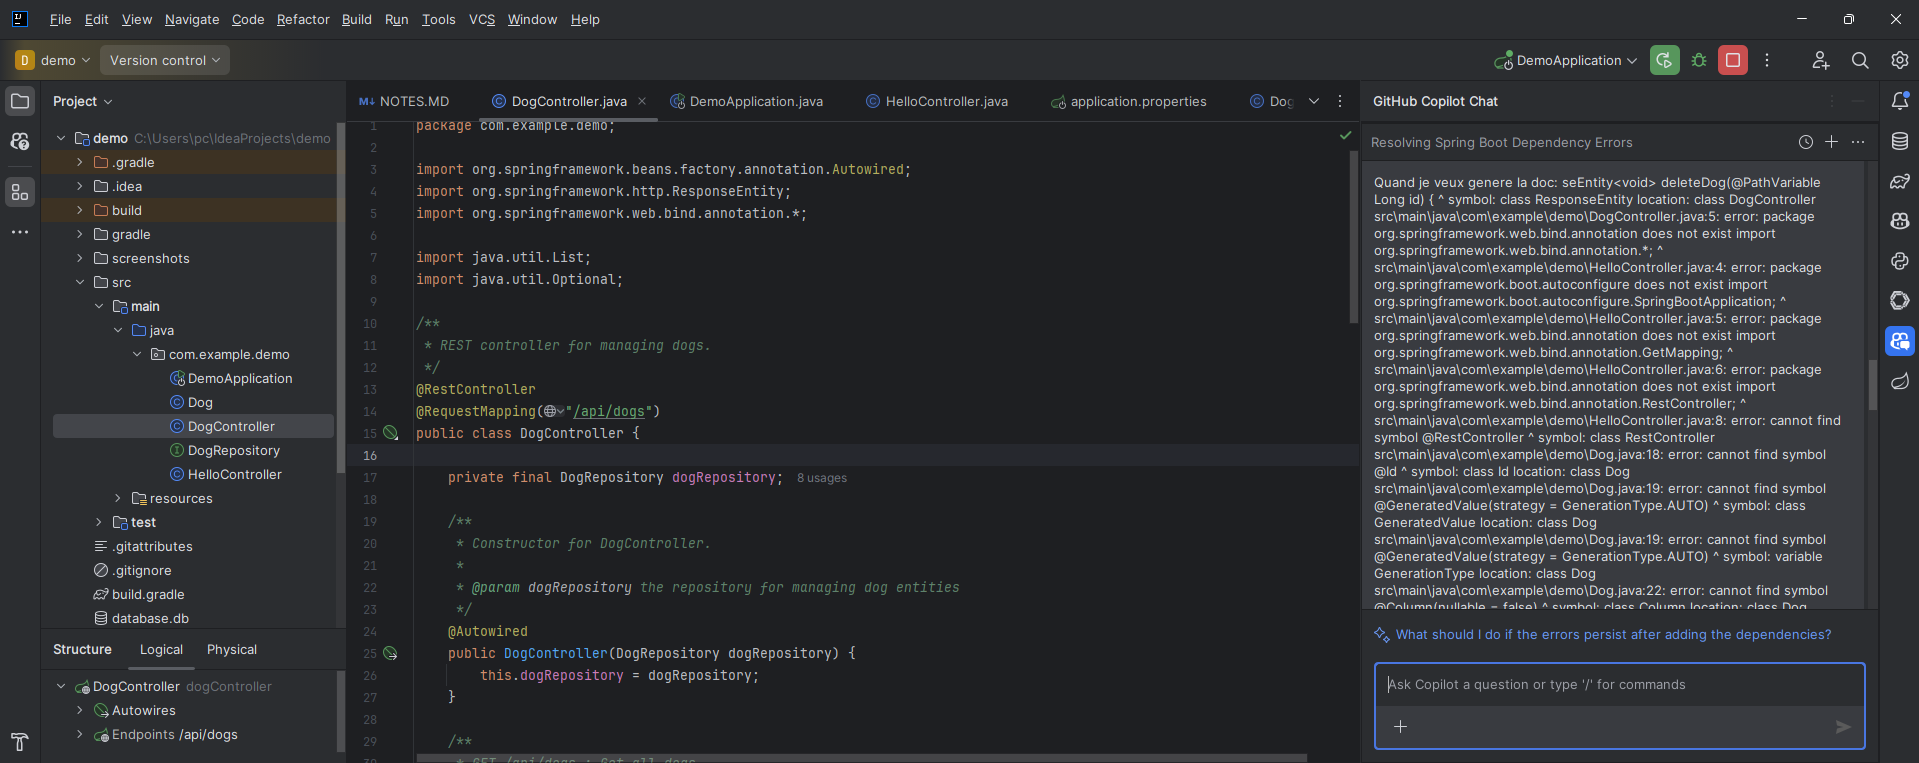 File Edit View Navigate Code Refactor Build Run Tools VCS Window Help
D demo Version control DemoApplication
Project
NOTES.MD DogController.java DemoApplication.java HelloController.java application.properties Dog
demo C:\Users\pc\IdeaProjects\demo
.gradle
.idea
build
gradle
screenshots
src
main
java
com.example.demo
DemoApplication
Dog
DogController
DogRepository
HelloController
resources
test
.gitattributes
.gitignore
build.gradle
database.db
Structure Logical Physical
DogController dogController
Autowires
Endpoints /api/dogs
1 package com.example.demo;
2
3 import org.springframework.beans.factory.annotation.Autowired;
4 import org.springframework.http.ResponseEntity;
5 import org.springframework.web.bind.annotation.*;
6
7 import java.util.List;
8 import java.util.Optional;
9
10 /**
11 * REST controller for managing dogs.
12 */
13 @RestController
14 @RequestMapping("/api/dogs")
15 public class DogController {
16
17 private final DogRepository dogRepository; 8 usages
18
19 /**
20 * Constructor for DogController.
21 *
22 * @param dogRepository the repository for managing dog entities
23 */
24 @Autowired
25 public DogController(DogRepository dogRepository) {
26 this.dogRepository = dogRepository;
27 }
28
29 /**
30 * GET /api/dogs : Get all dogs
GitHub Copilot Chat
Resolving Spring Boot Dependency Errors
Quand je veux genere la doc: seEntity<void> deleteDog(@PathVariable
Long id) { ^ symbol: class ResponseEntity location: class DogController
src\main\java\com\example\demo\DogController.java:5: error: package
org.springframework.web.bind.annotation does not exist import
org.springframework.web.bind.annotation.*; ^
src\main\java\com\example\demo\HelloController.java:4: error: package
org.springframework.boot.autoconfigure does not exist import
org.springframework.boot.autoconfigure.SpringBootApplication; ^
src\main\java\com\example\demo\HelloController.java:5: error: package
org.springframework.web.bind.annotation does not exist import
org.springframework.web.bind.annotation.GetMapping; ^
src\main\java\com\example\demo\HelloController.java:6: error: package
org.springframework.web.bind.annotation does not exist import
org.springframework.web.bind.annotation.RestController; ^
src\main\java\com\example\demo\HelloController.java:8: error: cannot find
symbol @RestController ^ symbol: class RestController
src\main\java\com\example\demo\Dog.java:18: error: cannot find symbol
@Id ^ symbol: class Id location: class Dog
src\main\java\com\example\demo\Dog.java:19: error: cannot find symbol
@GeneratedValue(strategy = GenerationType.AUTO) ^ symbol: class
GeneratedValue location: class Dog
src\main\java\com\example\demo\Dog.java:19: error: cannot find symbol
@GeneratedValue(strategy = GenerationType.AUTO) ^ symbol: variable
GenerationType location: class Dog
src\main\java\com\example\demo\Dog.java:22: error: cannot find symbol
@Column(nullable = false) ^ symbol: class Column location: class Dog
What should I do if the errors persist after adding the dependencies?
Ask Copilot a question or type '/' for commands